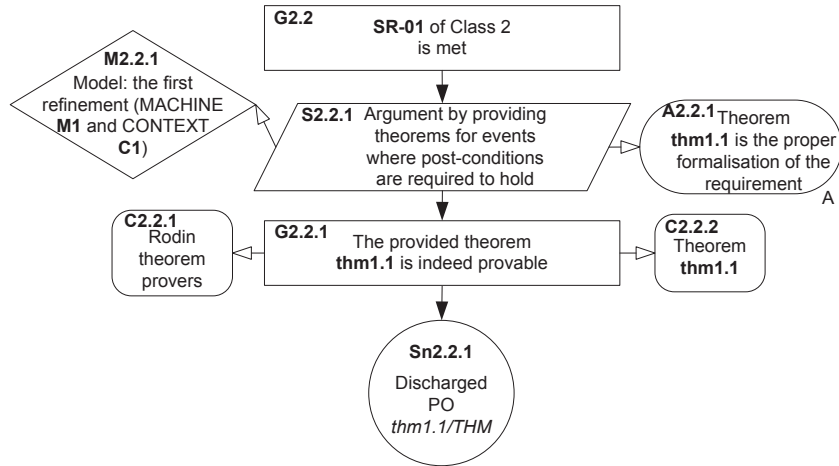 G2.2
SR-01 of Class 2
is met
M2.2.1
Model: the first
refinement (MACHINE
M1 and CONTEXT
C1)
S2.2.1
Argument by providing
theorems for events
where post-conditions
are required to hold
A2.2.1
Theorem
thm1.1 is the proper
formalisation of the
requirement
A
C2.2.1
Rodin
theorem
provers
G2.2.1
The provided theorem
thm1.1 is indeed provable
C2.2.2
Theorem
thm1.1
Sn2.2.1
Discharged
PO
thm1.1/THM